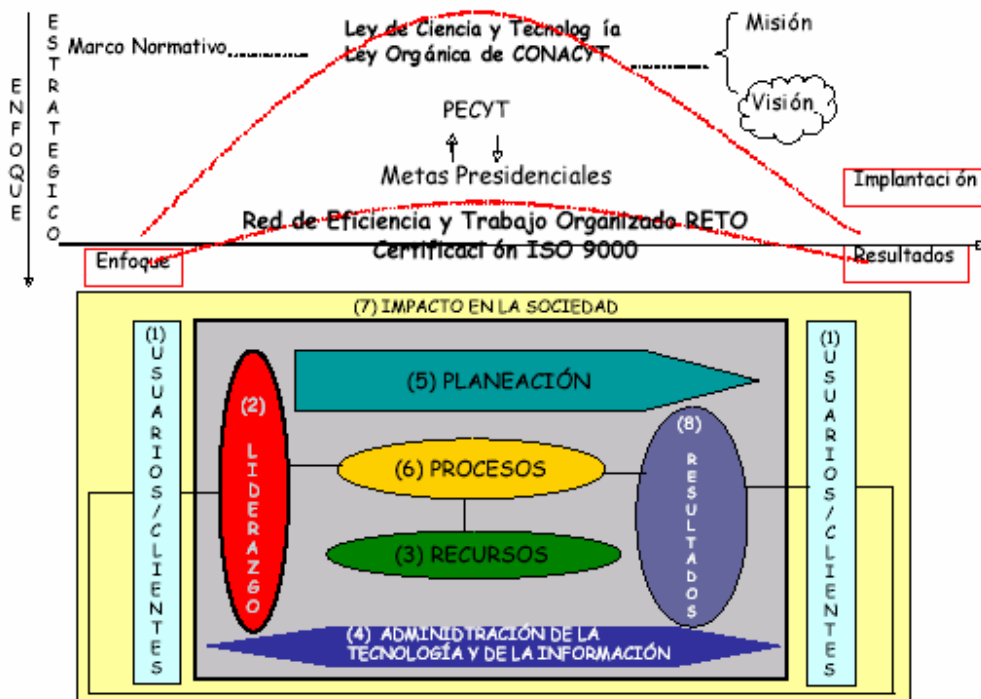 ENFOQUE
ESTRATEGICO
Marco Normativo
Ley de Ciencia y Tecnolog ía
Ley Orgánica de CONACYT
Misión
Visión
PECYT
Metas Presidenciales
Implantaci ón
Red de Eficiencia y Trabajo Organizado RETO
Certificaci ón ISO 9000
Enfoque
Resultados
(7) IMPACTO EN LA SOCIEDAD
(1) USUARIOS/CLIENTES
(2) LIDERAZGO
(5) PLANEACIÓN
(6) PROCESOS
(3) RECURSOS
(8) RESULTADOS
(1) USUARIOS/CLIENTES
(4) ADMINIDTRACIÓN DE LA
TECNOLOGÍA Y DE LA INFORMACIÓN